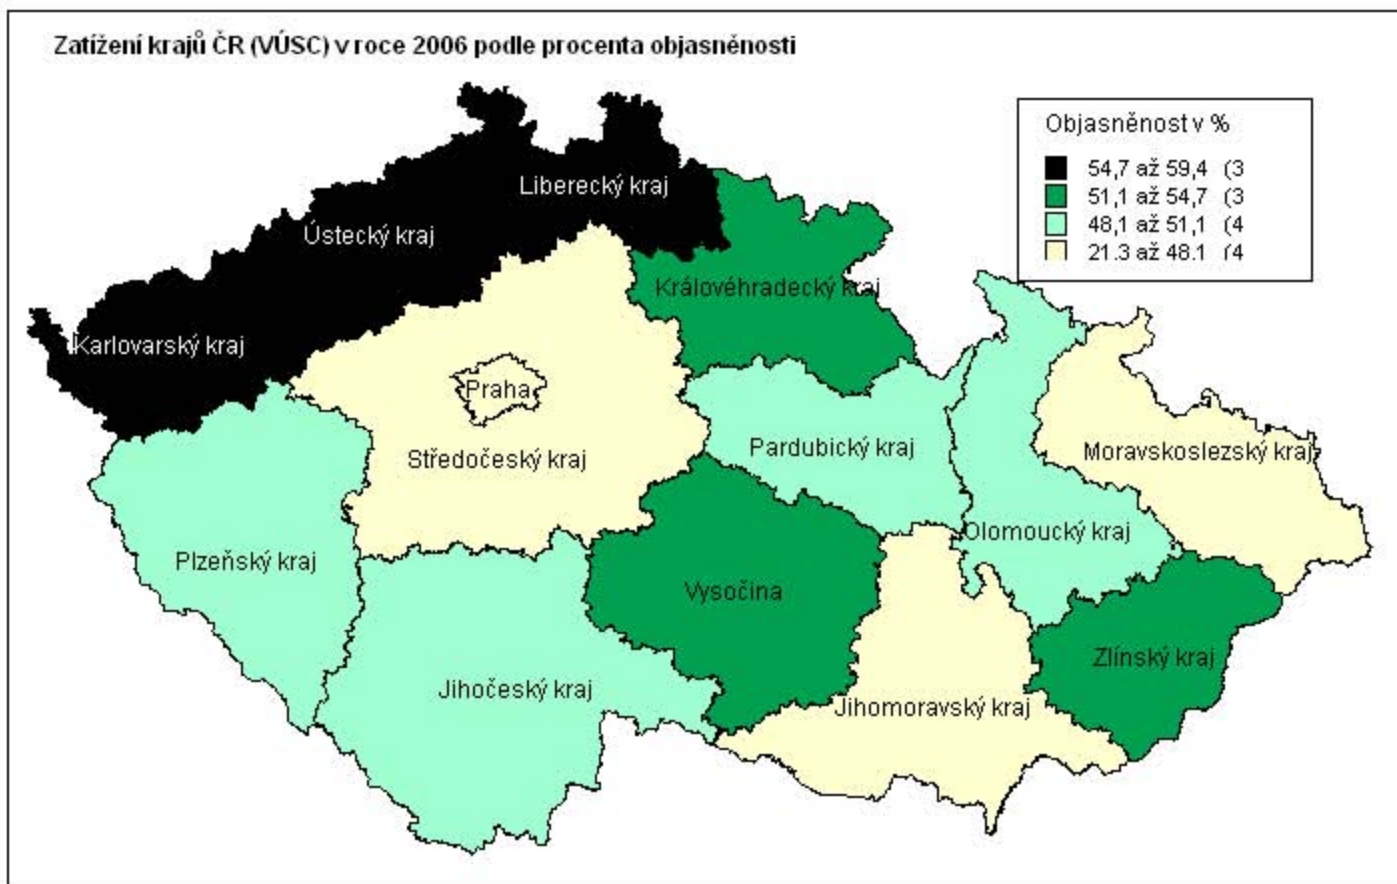 Zatížení krajů ČR (VÚSC) v roce 2006 podle procenta objasněnosti
Objasněnost v %
54,7 až 59,4 (3
51,1 až 54,7 (3
48,1 až 51,1 (4
21.3 až 48.1 (4
Liberecký kraj
Ústecký kraj
Královéhradecký kraj
Karlovarský kraj
Praha
Středočeský kraj
Pardubický kraj
Moravskoslezský kraj
Olomoucký kraj
Plzeňský kraj
Vysočina
Zlínský kraj
Jihočeský kraj
Jihomoravský kraj